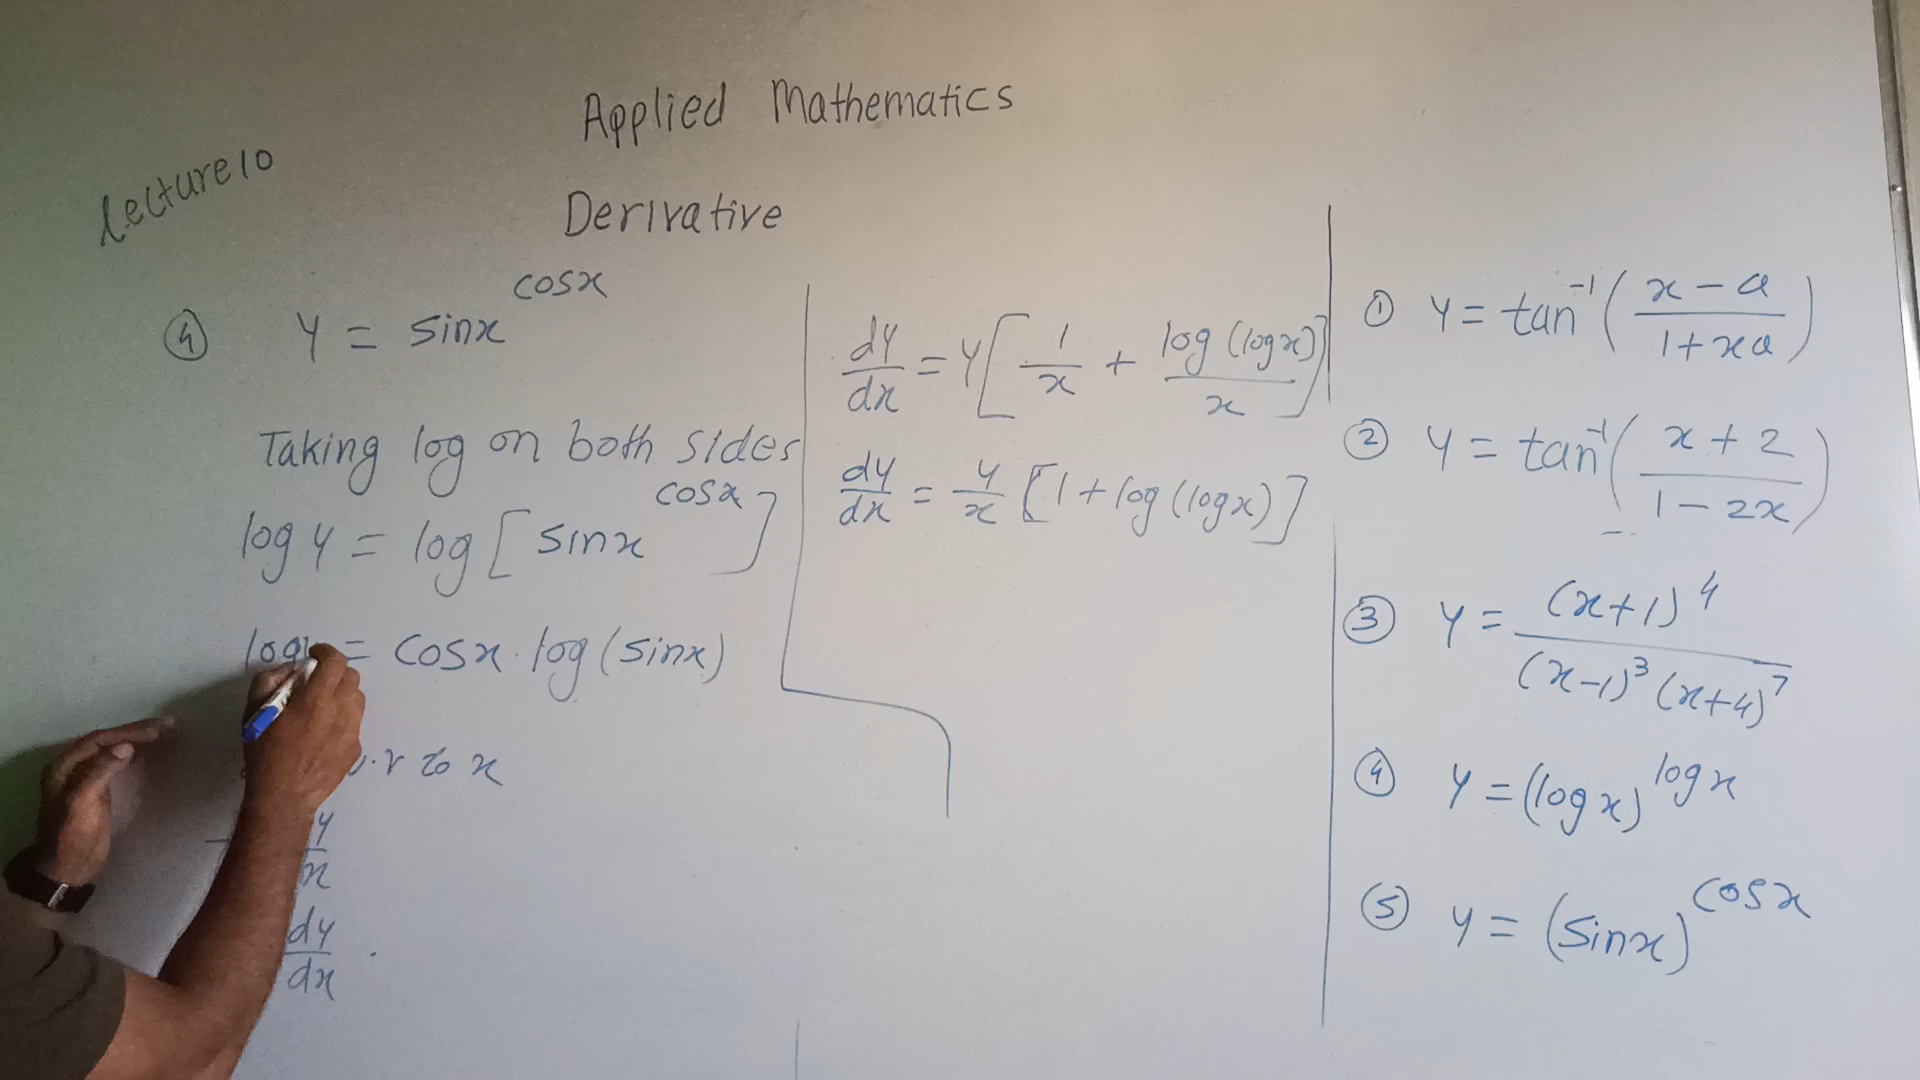 Applied Mathematics
Lecture 10
Derivative
④ y = sinx^cosx
Taking log on both sides
log y = log [sinx^cosx]
log = cosx · log (sinx)
.r to x
y/x
dy/dx .
dy/dx = y[1/x + log (logx)/x]
dy/dx = y/x [1 + log (logx)]
① y = tan⁻¹(x – a / 1 + xa)
② y = tan⁻¹(x + 2 / 1 – 2x)
③ y = (x+1)⁴ / (x–1)³ (x+4)⁷
④ y = (log x)^log x
⑤ y = (sinx)^cosx